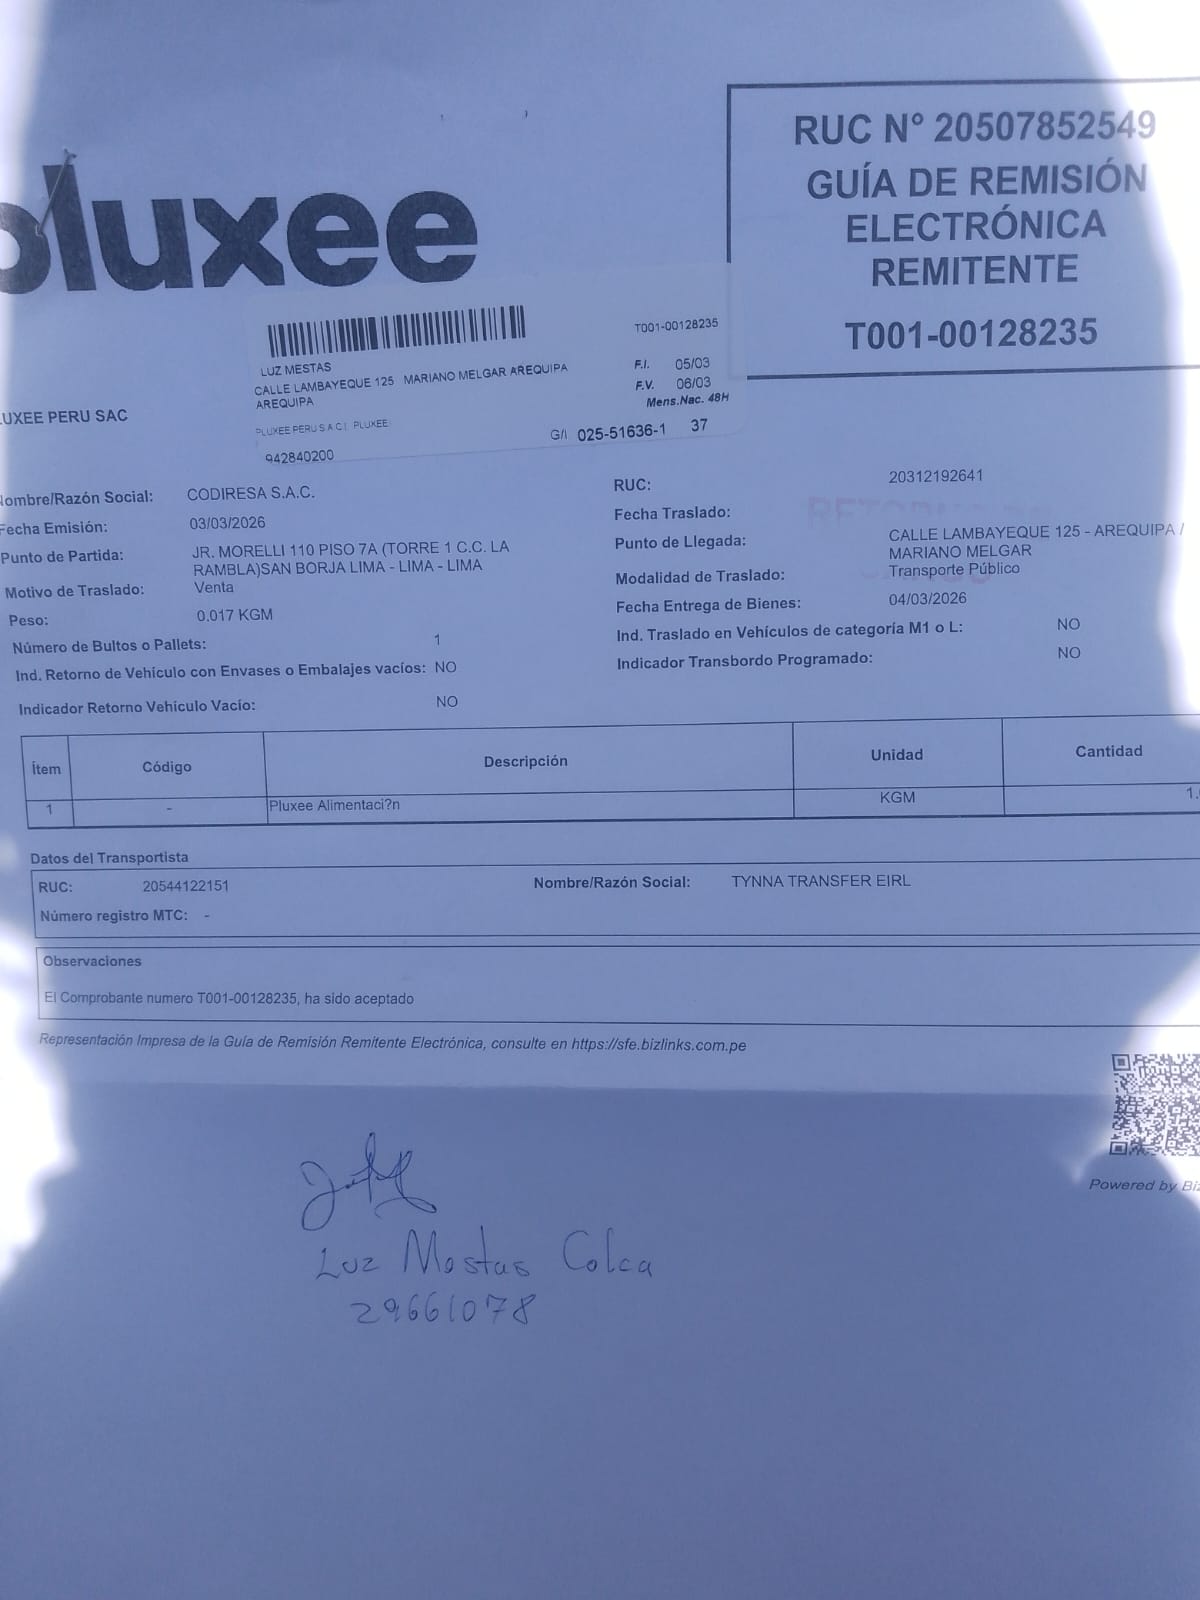 pluxee
RUC N° 20507852549
GUÍA DE REMISIÓN
ELECTRÓNICA
REMITENTE
T001-00128235
T001-00128235
LUZ MESTAS
CALLE LAMBAYEQUE 125 MARIANO MELGAR AREQUIPA
AREQUIPA
F.I. 05/03
F.V. 06/03
Mens.Nac. 48H
PLUXEE PERU S A C | PLUXEE
G/I 025-51636-1 37
942840200
LUXEE PERU SAC
Nombre/Razón Social: CODIRESA S.A.C.
Fecha Emisión: 03/03/2026
Punto de Partida: JR. MORELLI 110 PISO 7A (TORRE 1 C.C. LA
RAMBLA)SAN BORJA LIMA - LIMA - LIMA
Motivo de Traslado: Venta
Peso: 0.017 KGM
Número de Bultos o Pallets: 1
Ind. Retorno de Vehículo con Envases o Embalajes vacíos: NO
Indicador Retorno Vehiculo Vacío: NO
RUC: 20312192641
Fecha Traslado:
Punto de Llegada: CALLE LAMBAYEQUE 125 - AREQUIPA /
MARIANO MELGAR
Modalidad de Traslado: Transporte Público
Fecha Entrega de Bienes: 04/03/2026
Ind. Traslado en Vehículos de categoría M1 o L: NO
Indicador Transbordo Programado: NO
Ítem Código Descripción Unidad Cantidad
1 - Pluxee Alimentaci?n KGM 1.
Datos del Transportista
RUC: 20544122151 Nombre/Razón Social: TYNNA TRANSFER EIRL
Número registro MTC: -
Observaciones
El Comprobante numero T001-00128235, ha sido aceptado
Representación Impresa de la Guía de Remisión Remitente Electrónica, consulte en https://sfe.bizlinks.com.pe
Powered by Biz
Luz Mestas Colca
29661078